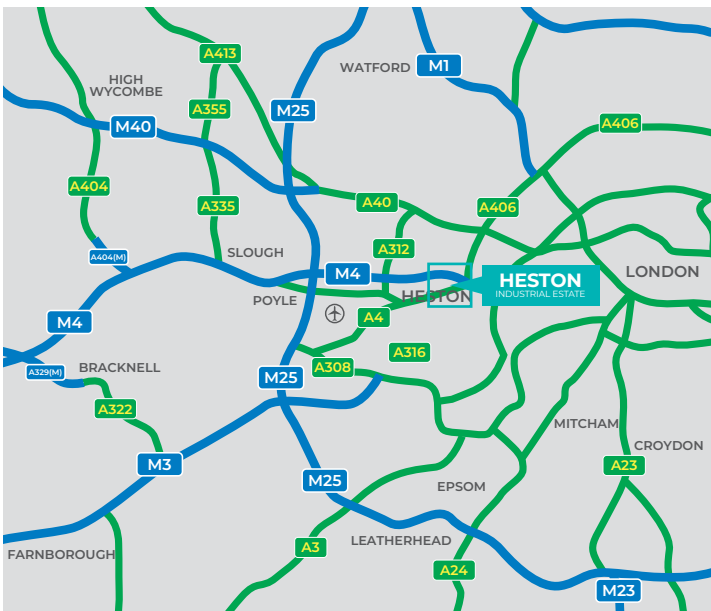 A413
WATFORD
M1
HIGH
WYCOMBE
A355
M25
M40
A406
A404
A335
A40
A406
A312
SLOUGH
A404(M)
M4
LONDON
HESTON
INDUSTRIAL ESTATE
POYLE
HESTON
M4
A4
A316
BRACKNELL
A308
A329(M)
M25
A322
MITCHAM
CROYDON
M3
A23
M25
EPSOM
LEATHERHEAD
A3
FARNBOROUGH
A24
M23